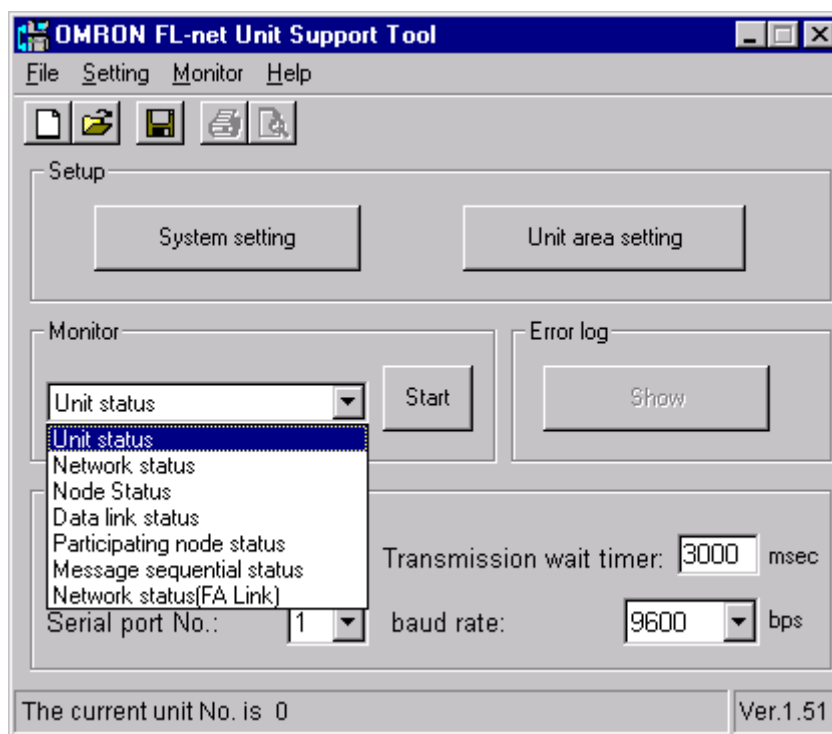 OMRON FL-net Unit Support Tool
File Setting Monitor Help
Setup
System setting
Unit area setting
Monitor
Unit status
Start
Error log
Show
Unit status
Network status
Node Status
Data link status
Participating node status
Message sequential status
Network status(FA Link)
Transmission wait timer: 3000 msec
Serial port No.: 1 baud rate: 9600 bps
The current unit No. is 0
Ver.1.51